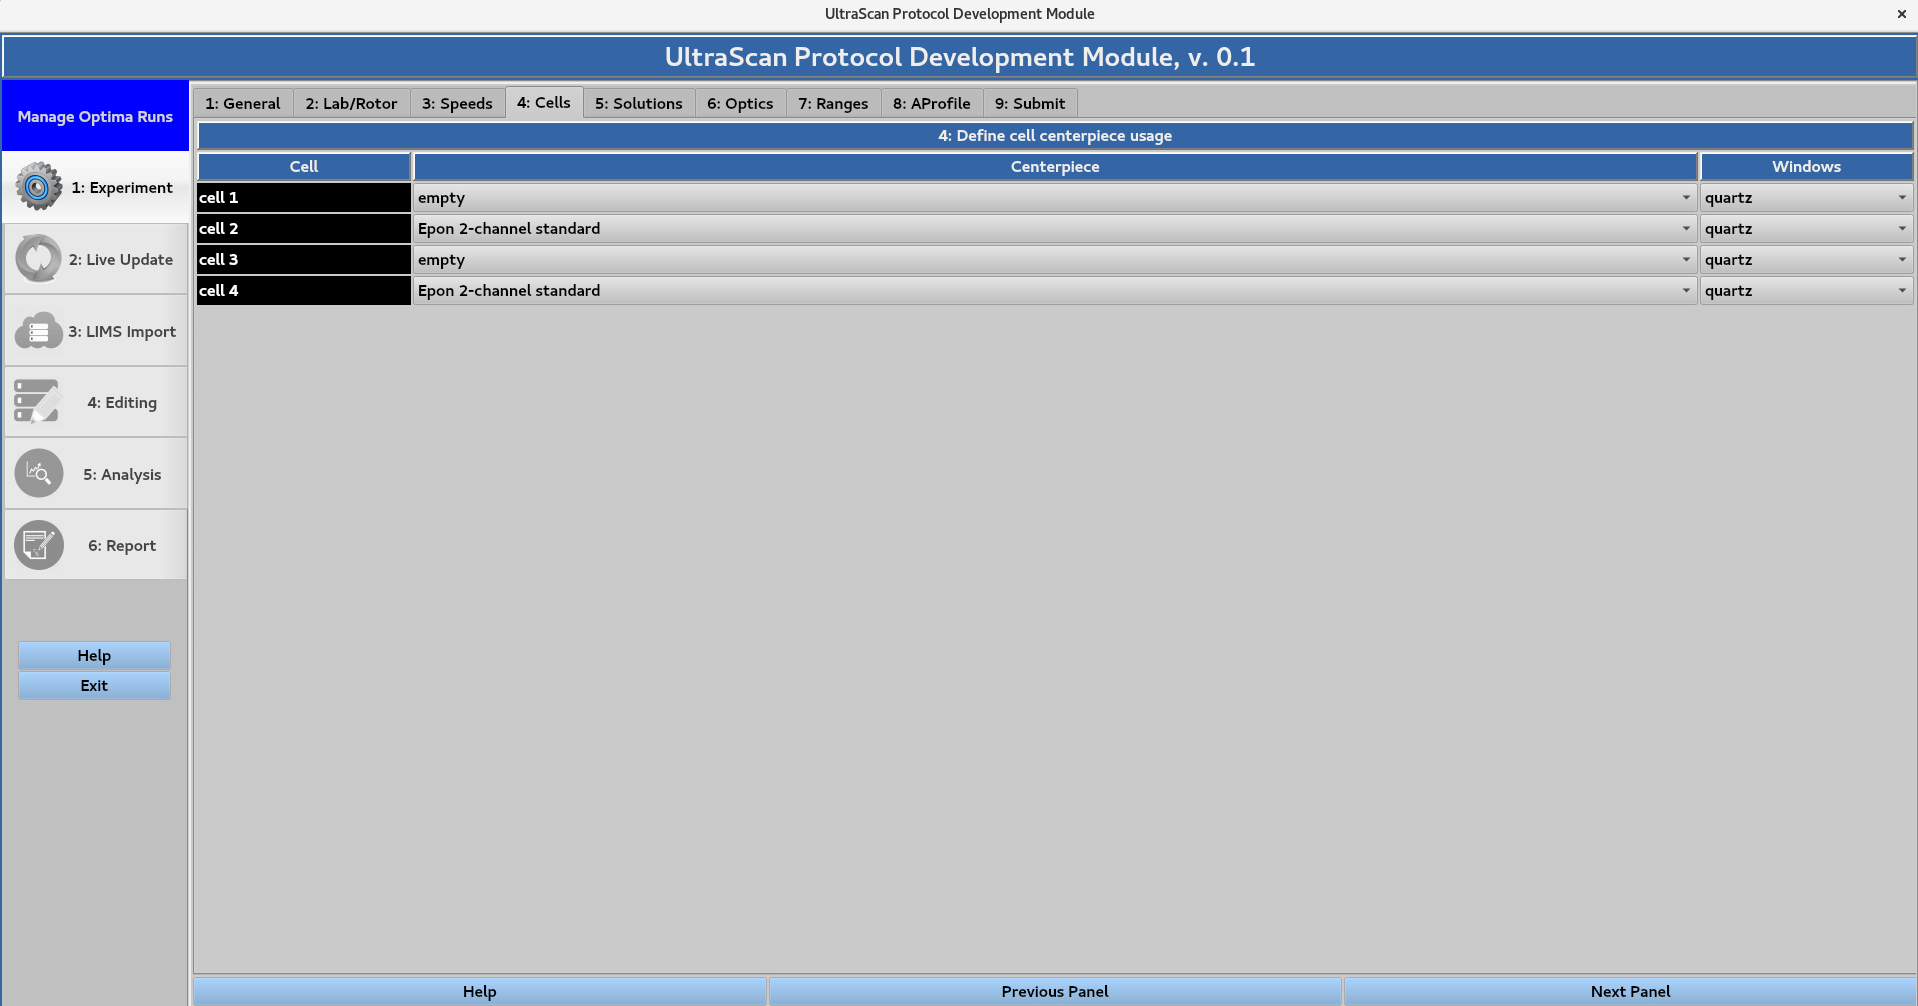 UltraScan Protocol Development Module
×
UltraScan Protocol Development Module, v. 0.1
Manage Optima Runs
1: Experiment
2: Live Update
3: LIMS Import
4: Editing
5: Analysis
6: Report
Help
Exit
1: General 2: Lab/Rotor 3: Speeds 4: Cells 5: Solutions 6: Optics 7: Ranges 8: AProfile 9: Submit
4: Define cell centerpiece usage
Cell Centerpiece Windows
cell 1 empty quartz
cell 2 Epon 2-channel standard quartz
cell 3 empty quartz
cell 4 Epon 2-channel standard quartz
Help Previous Panel Next Panel